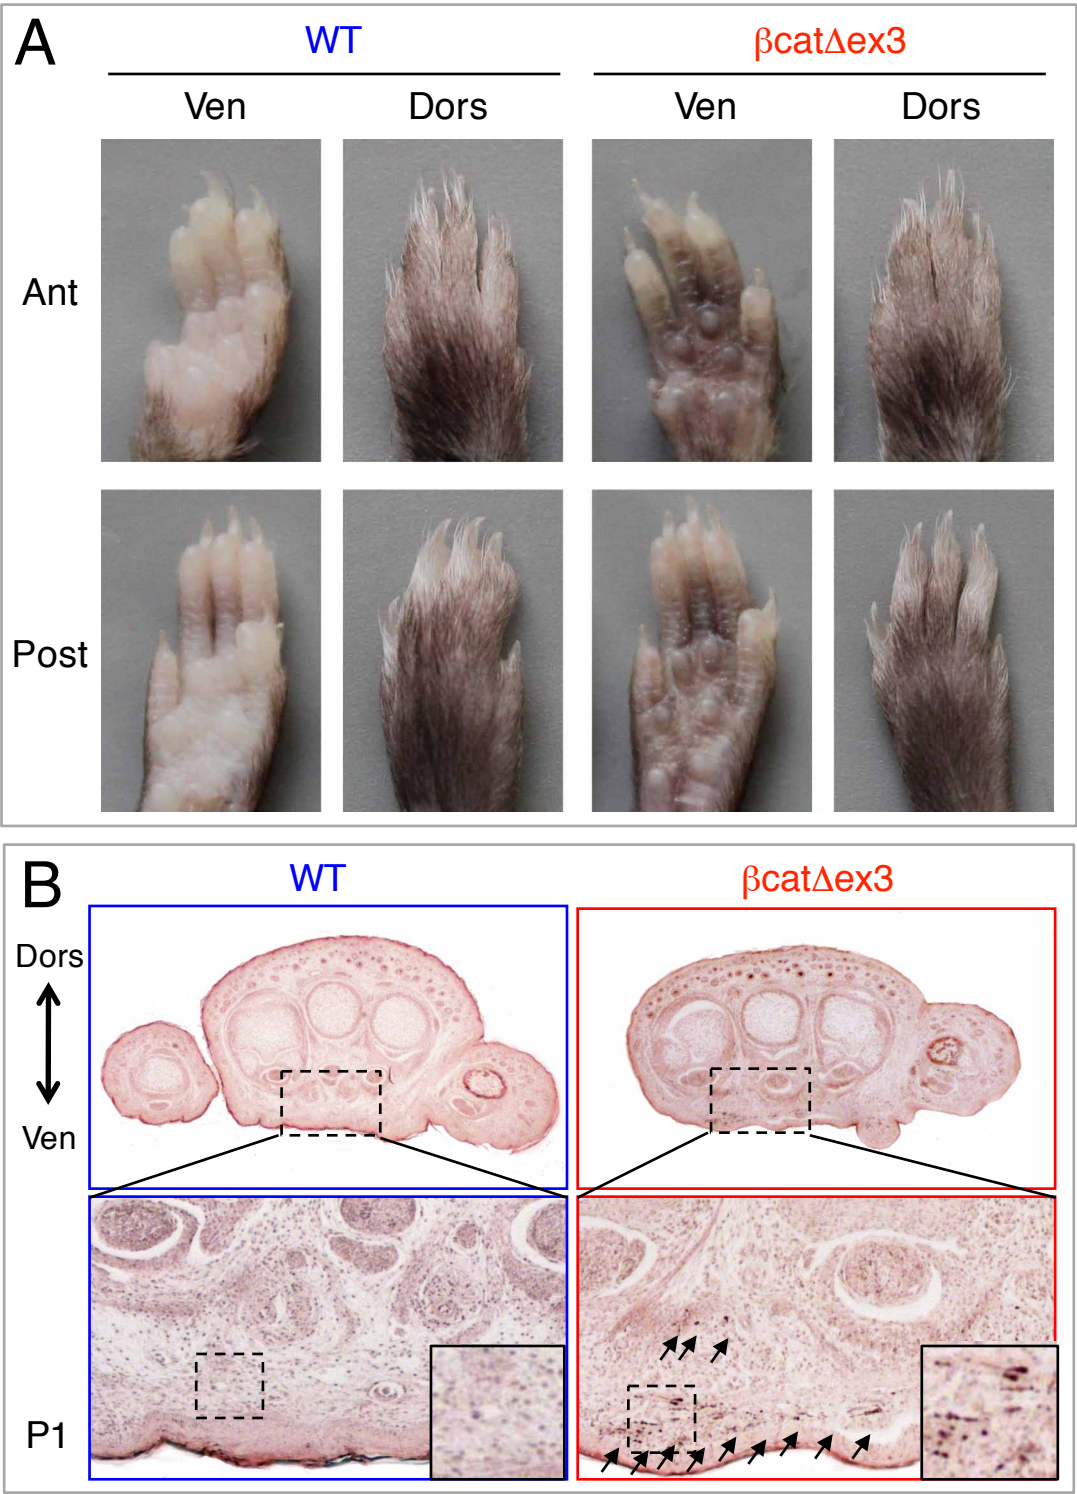 A
WT
βcatΔex3
Ven
Dors
Ven
Dors
Ant
Post
B
WT
βcatΔex3
Dors
Ven
P1